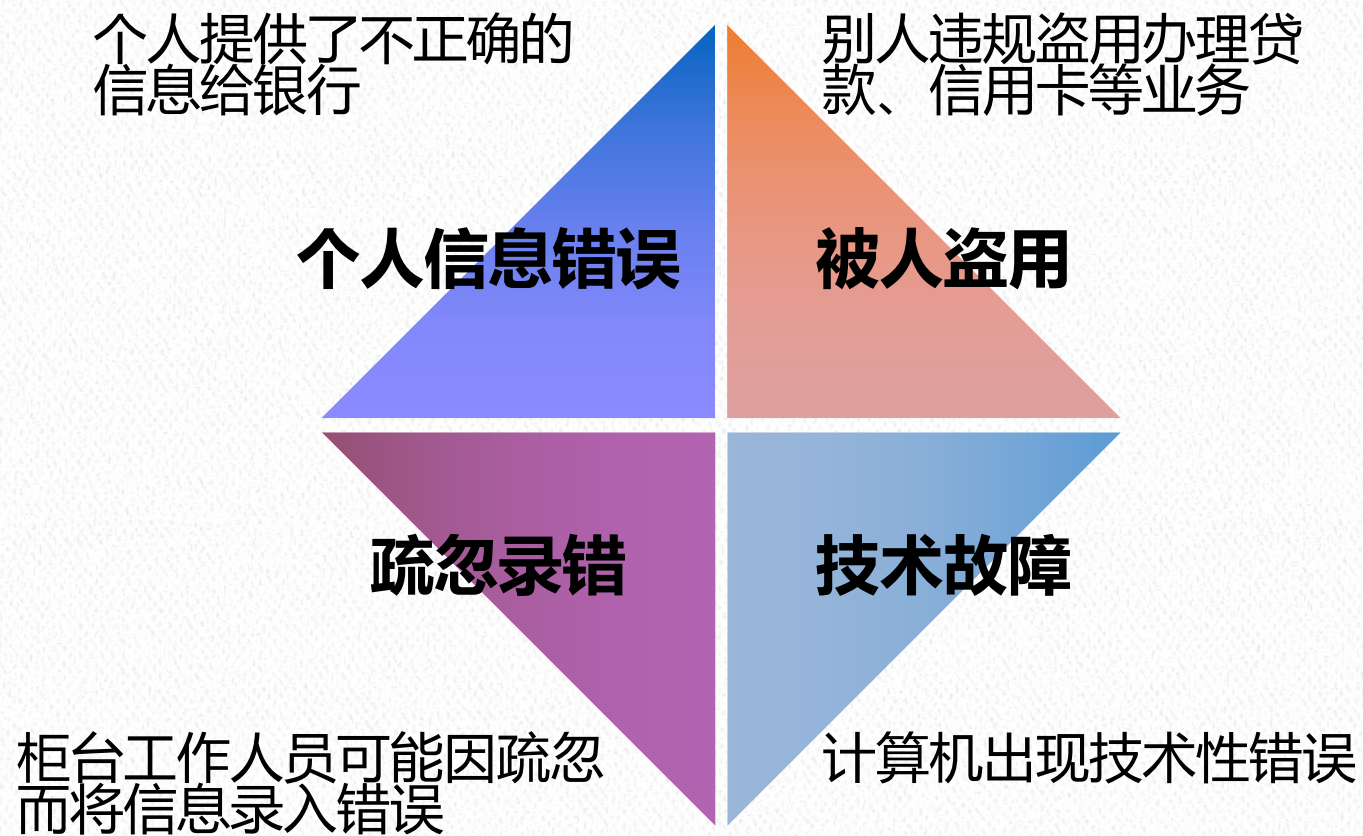 个人提供了不正确的
信息给银行
别人违规盗用办理贷
款、信用卡等业务
个人信息错误
被人盗用
疏忽录错
技术故障
柜台工作人员可能因疏忽
而将信息录入错误
计算机出现技术性错误